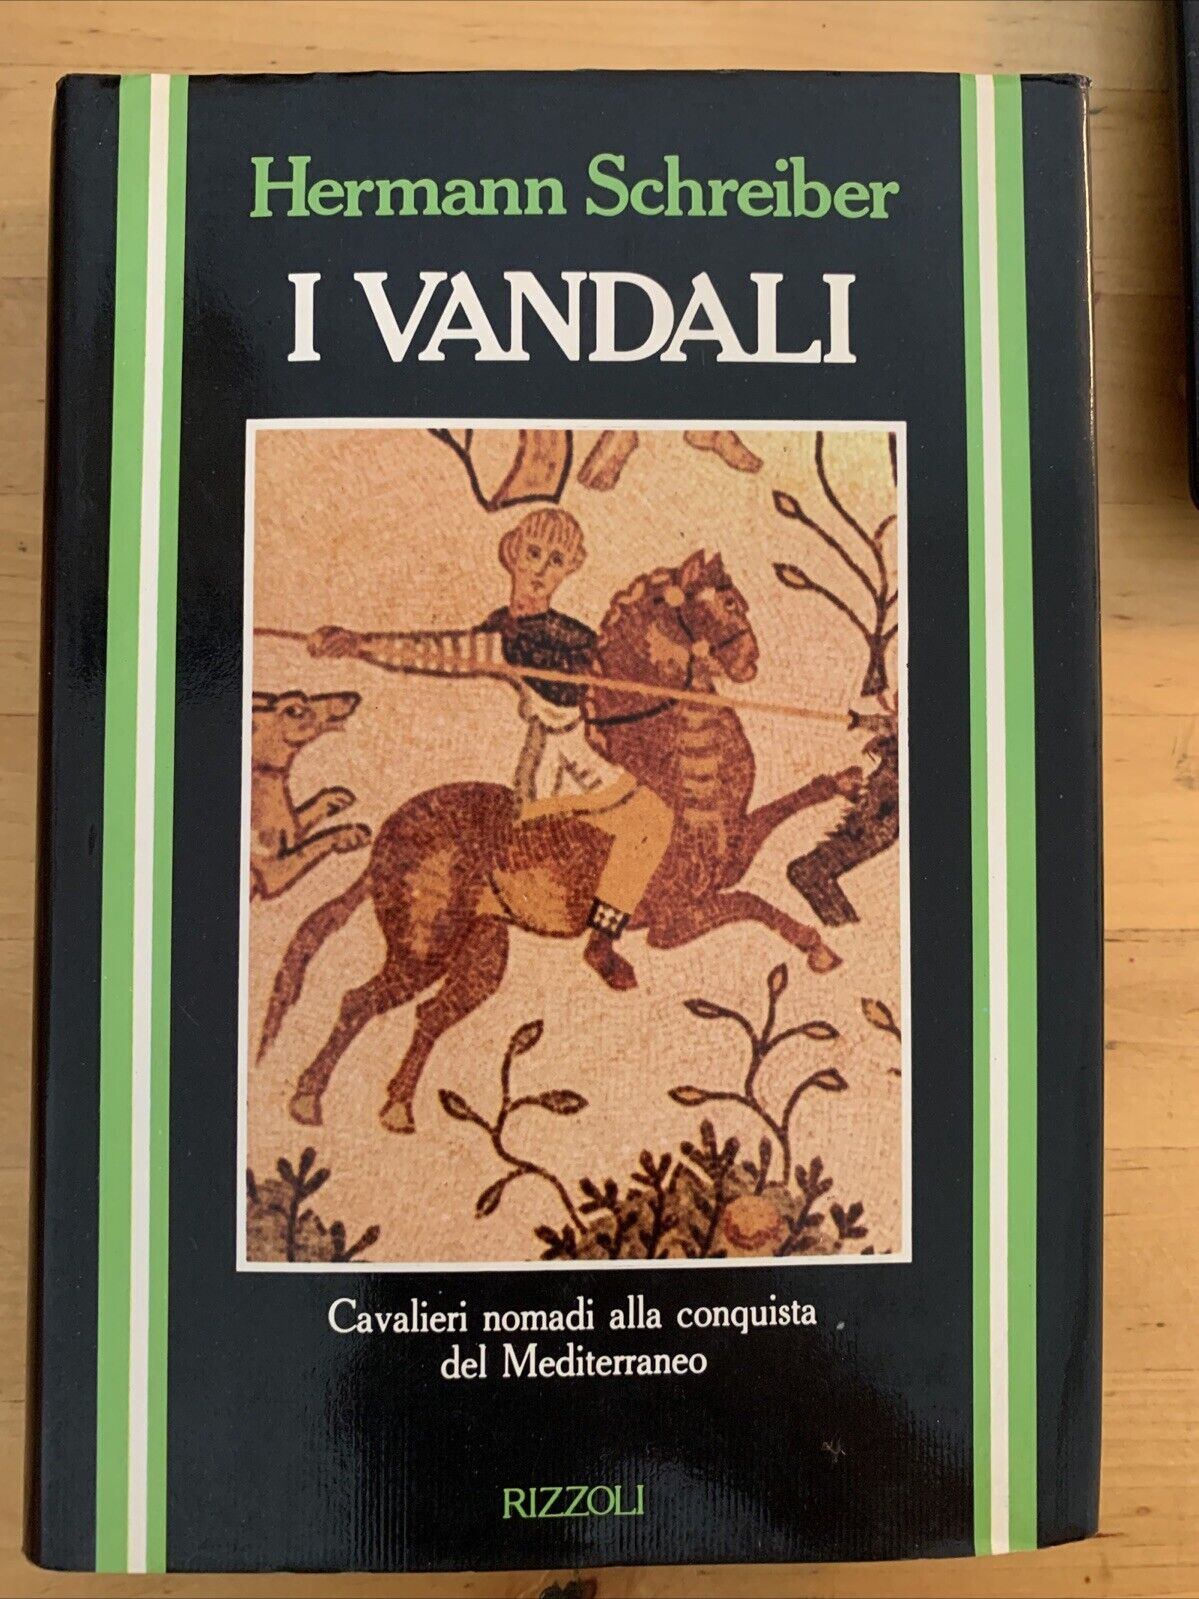 Hermann Schreiber
I VANDALI
Cavalieri nomadi alla conquista
del Mediterraneo
RIZZOLI